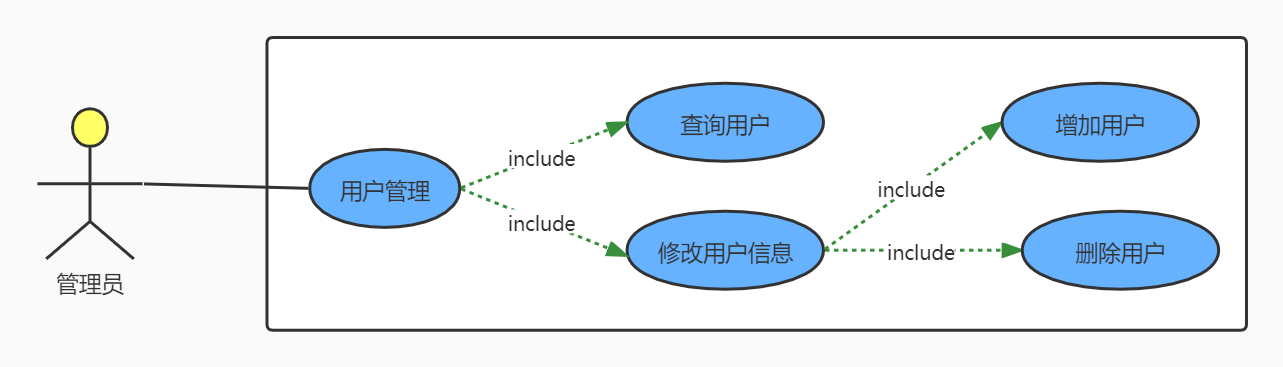 管理员
用户管理
include
查询用户
include
修改用户信息
include
增加用户
include
删除用户